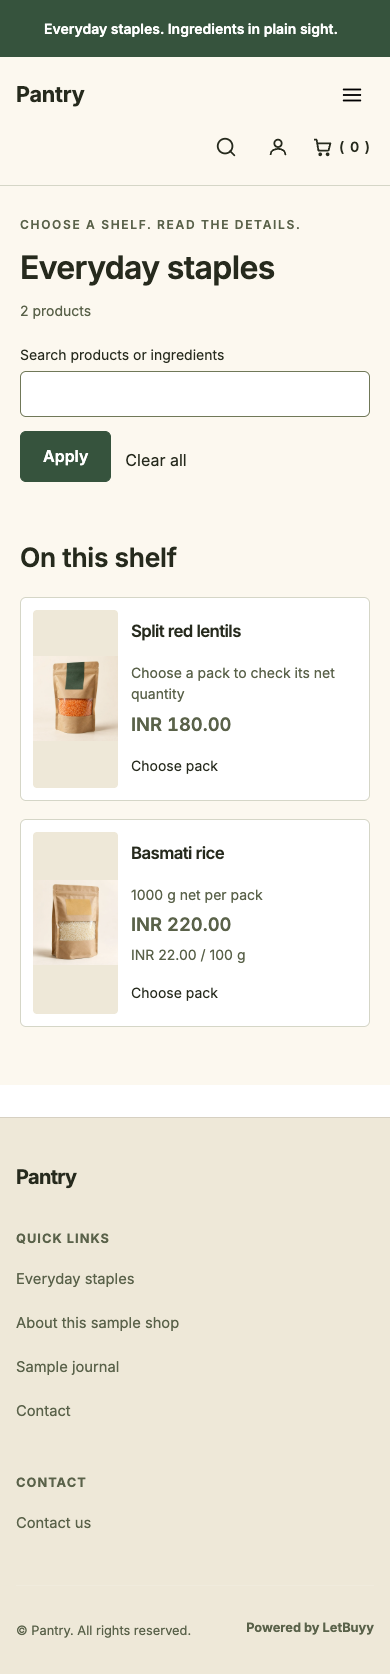 Everyday staples. Ingredients in plain sight.
Pantry
( 0 )
CHOOSE A SHELF. READ THE DETAILS.
Everyday staples
2 products
Search products or ingredients
Apply
Clear all
On this shelf
Split red lentils
Choose a pack to check its net
quantity
INR 180.00
Choose pack
Basmati rice
1000 g net per pack
INR 220.00
INR 22.00 / 100 g
Choose pack
Pantry
QUICK LINKS
Everyday staples
About this sample shop
Sample journal
Contact
CONTACT
Contact us
© Pantry. All rights reserved.
Powered by LetBuyy